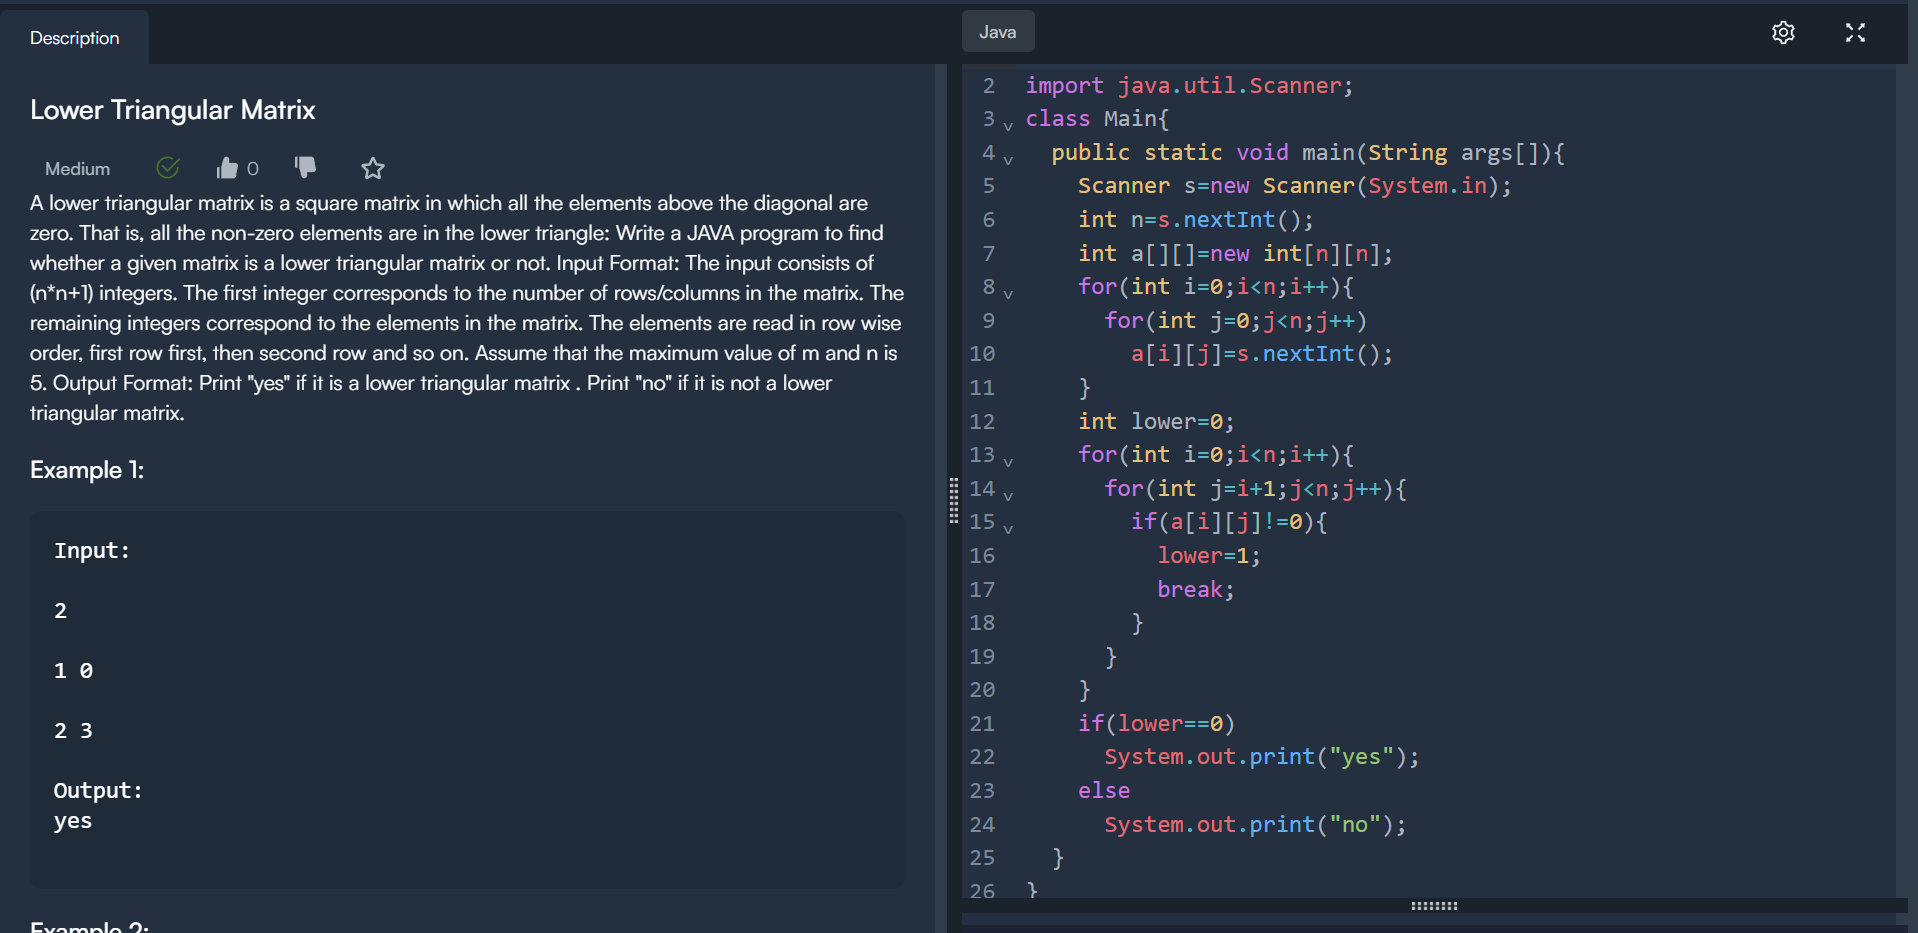 Description
Lower Triangular Matrix
Medium
0
A lower triangular matrix is a square matrix in which all the elements above the diagonal are
zero. That is, all the non-zero elements are in the lower triangle: Write a JAVA program to find
whether a given matrix is a lower triangular matrix or not. Input Format: The input consists of
(n*n+1) integers. The first integer corresponds to the number of rows/columns in the matrix. The
remaining integers correspond to the elements in the matrix. The elements are read in row wise
order, first row first, then second row and so on. Assume that the maximum value of m and n is
5. Output Format: Print "yes" if it is a lower triangular matrix . Print "no" if it is not a lower
triangular matrix.
Example 1:
Input:
2
1 0
2 3
Output:
yes
Example 2:
Java
2 import java.util.Scanner;
3 class Main{
4 public static void main(String args[]){
5 Scanner s=new Scanner(System.in);
6 int n=s.nextInt();
7 int a[][]=new int[n][n];
8 for(int i=0;i<n;i++){
9 for(int j=0;j<n;j++)
10 a[i][j]=s.nextInt();
11 }
12 int lower=0;
13 for(int i=0;i<n;i++){
14 for(int j=i+1;j<n;j++){
15 if(a[i][j]!=0){
16 lower=1;
17 break;
18 }
19 }
20 }
21 if(lower==0)
22 System.out.print("yes");
23 else
24 System.out.print("no");
25 }
26 }